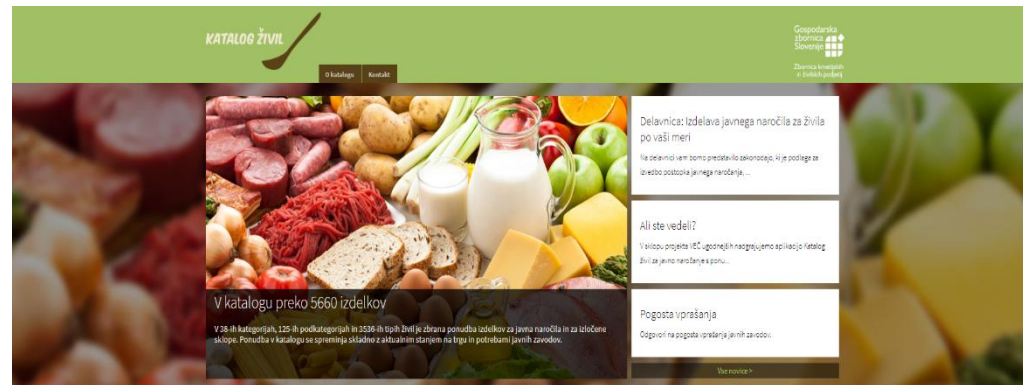 KATALOG ŽIVIL
O katalogu
Kontakt
Gospodarska
zbornica
Slovenije
Zbornica kmetijskih
in živilskih podjetij
V katalogu preko 5660 izdelkov
V 38-ih kategorijah, 125-ih podkategorijah in 3536-ih tipih živil je zbrana ponudba izdelkov za javna naročila in za izločene
sklope. Ponudba v katalogu se spreminja skladno z aktualnim stanjem na trgu in potrebami javnih zavodov.
Delavnica: Izdelava javnega naročila za živila
po vaši meri
Na delavnici vam bomo predstavilo zakonodajo, ki je podlaga za
izvedbo postopka javnega naročanja, ...
Ali ste vedeli?
V sklopu projekta VEČ ugodnejših nadgrajujemo aplikacijo Katalog
živil za javno naročanje s ponu...
Pogosta vprašanja
Odgovori na pogosta vprašanja javnih zavodov.
Vse novice >